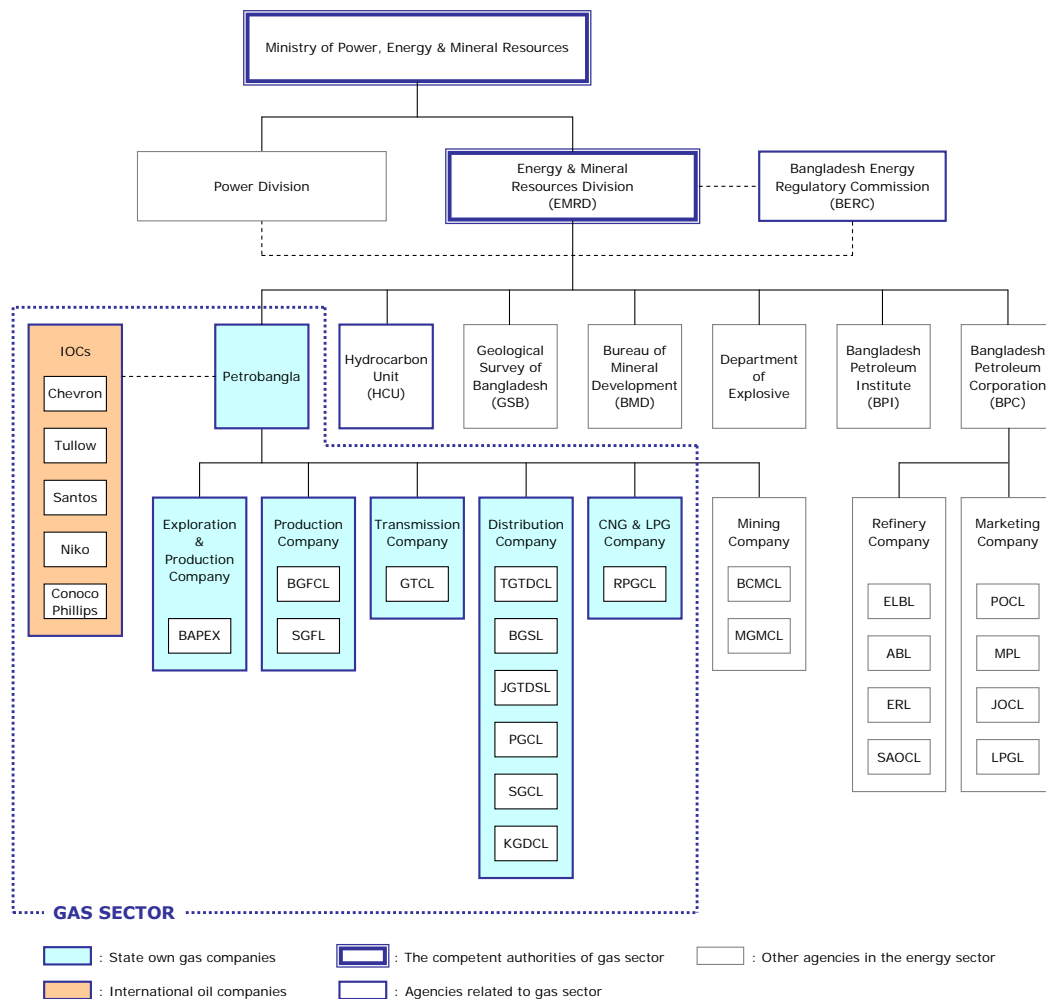 Ministry of Power, Energy & Mineral Resources
Power Division
Energy & Mineral
Resources Division
(EMRD)
Bangladesh Energy
Regulatory Commission
(BERC)
IOCs
Chevron
Tullow
Santos
Niko
Conoco
Phillips
Petrobangla
Hydrocarbon
Unit
(HCU)
Geological
Survey of
Bangladesh
(GSB)
Bureau of
Mineral
Development
(BMD)
Department
of
Explosive
Bangladesh
Petroleum
Institute
(BPI)
Bangladesh
Petroleum
Corporation
(BPC)
Exploration
&
Production
Company
BAPEX
Production
Company
BGFCL
SGFL
Transmission
Company
GTCL
Distribution
Company
TGTDCL
BGSL
JGTDSL
PGCL
SGCL
KGDCL
CNG & LPG
Company
RPGCL
Mining
Company
BCMCL
MGMCL
Refinery
Company
ELBL
ABL
ERL
SAOCL
Marketing
Company
POCL
MPL
JOCL
LPGL
GAS SECTOR
: State own gas companies
: The competent authorities of gas sector
: Other agencies in the energy sector
: International oil companies
: Agencies related to gas sector